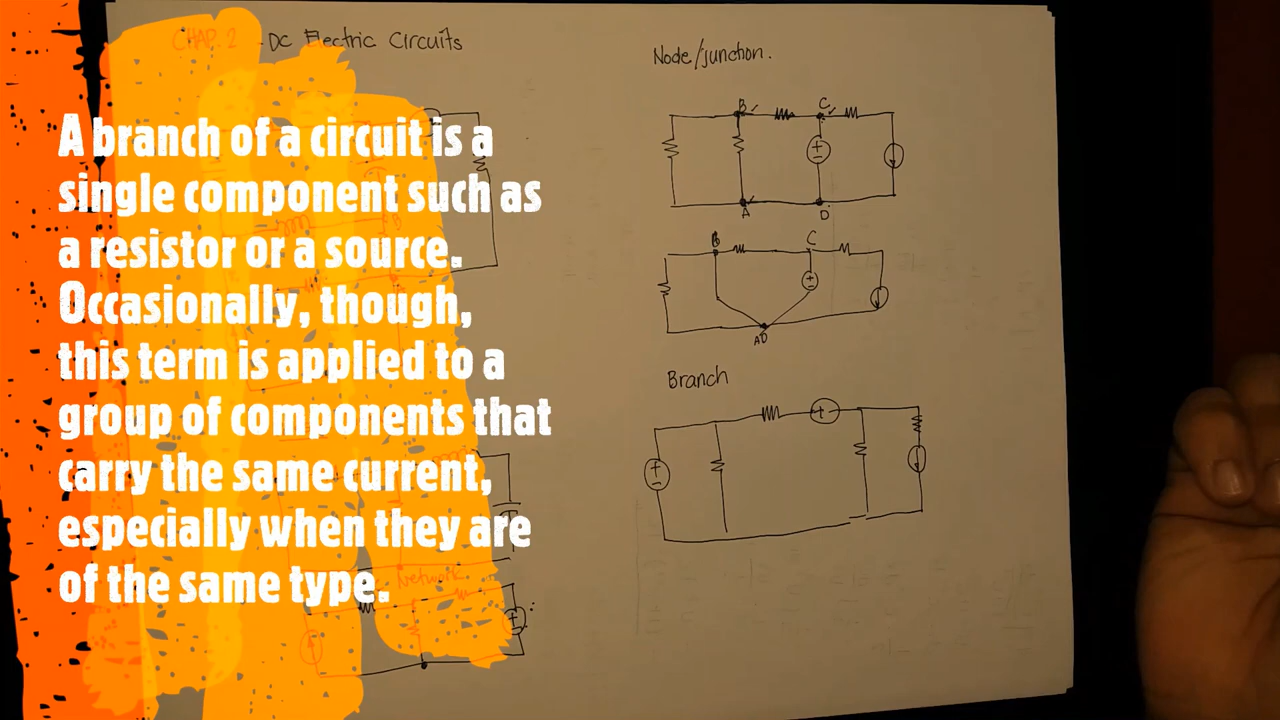 CHAP. 2 - DC Electric Circuits
A branch of a circuit is a
single component such as
a resistor or a source.
Occasionally, though,
this term is applied to a
group of components that
carry the same current,
especially when they are
of the same type.
Network
Node/junction.
B C
A D
B C
AD
Branch